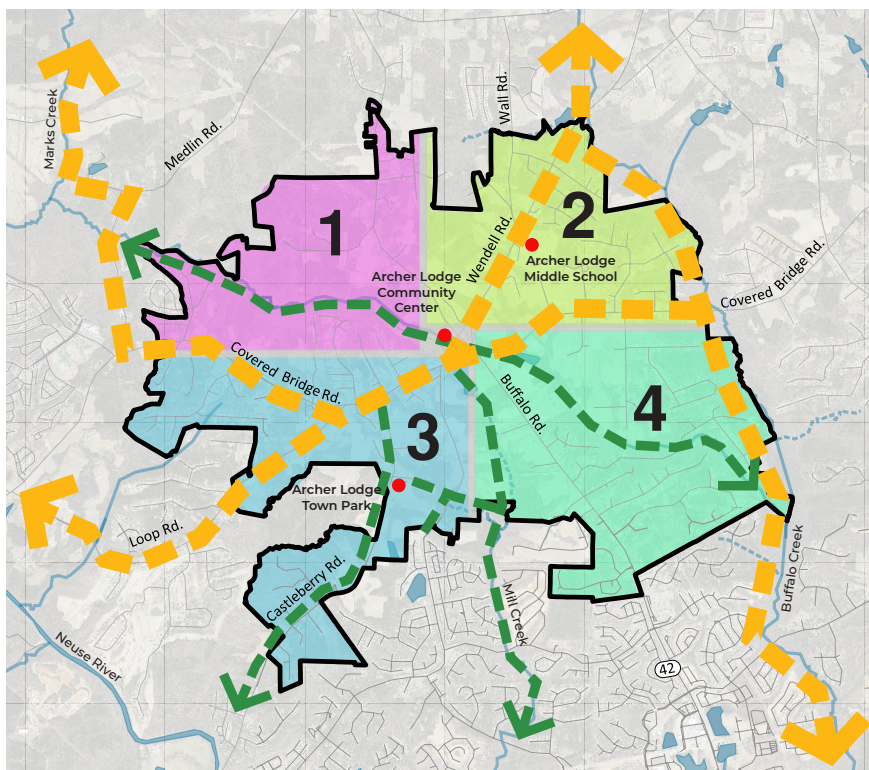 Marks Creek
Medlin Rd.
Wall Rd.
1
2
Wendell Rd.
Archer Lodge
Middle School
Archer Lodge
Community
Center
Covered Bridge Rd.
Covered Bridge Rd.
Buffalo Rd.
3
4
Archer Lodge
Town Park
Loop Rd.
Castleberry Rd.
Mill Creek
Buffalo Creek
Neuse River
42